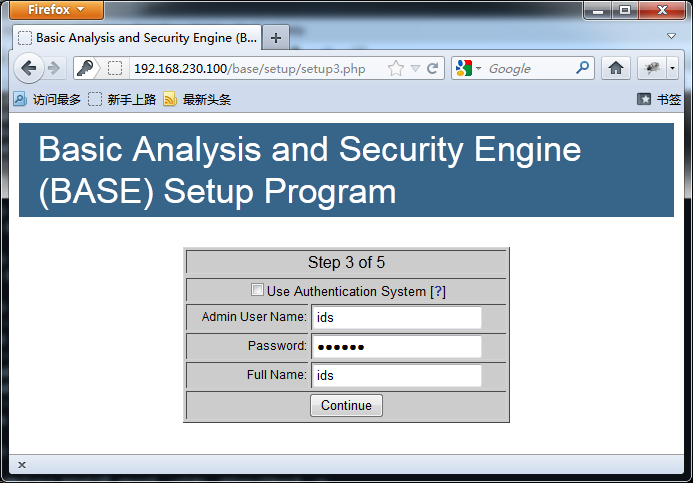 Firefox
Basic Analysis and Security Engine (B...
192.168.230.100/base/setup/setup3.php
Google
访问最多 新手上路 最新头条 书签
Basic Analysis and Security Engine
(BASE) Setup Program
Step 3 of 5
Use Authentication System [?]
Admin User Name: ids
Password: ●●●●●●
Full Name: ids
Continue
x